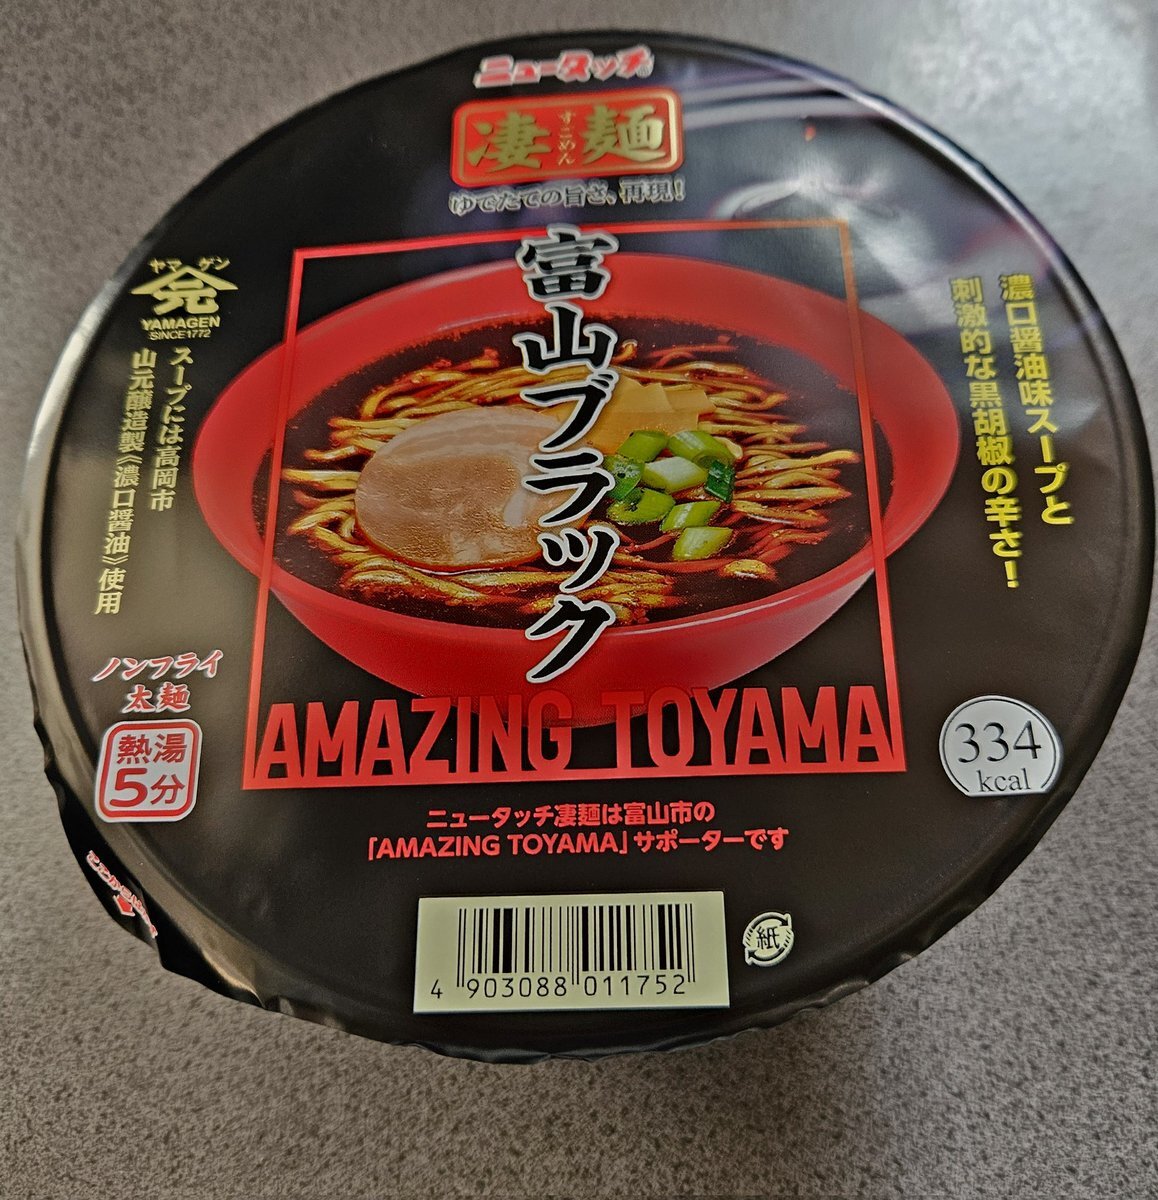 ニュータッチ
凄麺
すごめん
ゆでたての旨さ、再現!
富山ブラック
濃口醤油味スープと
刺激的な黒胡椒の辛さ!
ヤマゲン
元
YAMAGEN
SINCE1772
スープには高岡市
山元醸造製《濃口醤油》使用
ノンフライ
太麺
熱湯
5分
AMAZING TOYAMA
334
kcal
ニュータッチ凄麺は富山市の
「AMAZING TOYAMA」サポーターです
4 903088 011752
紙